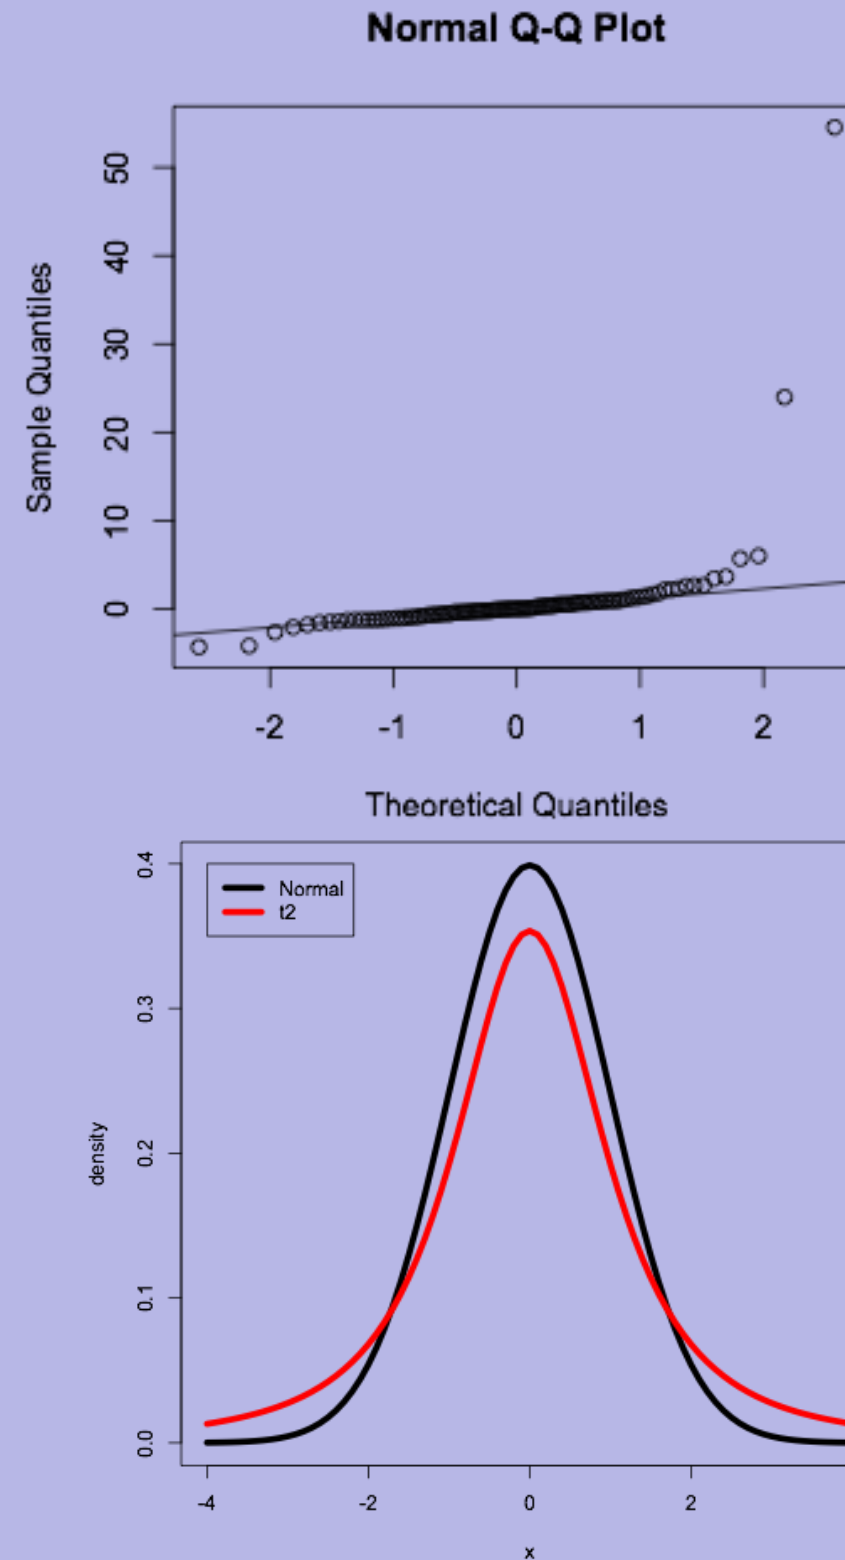 Normal Q-Q Plot
Sample Quantiles
50
40
30
20
10
0
-2 -1 0 1 2
Theoretical Quantiles
Normal
t2
density
0.4
0.3
0.2
0.1
0.0
-4 -2 0 2
x